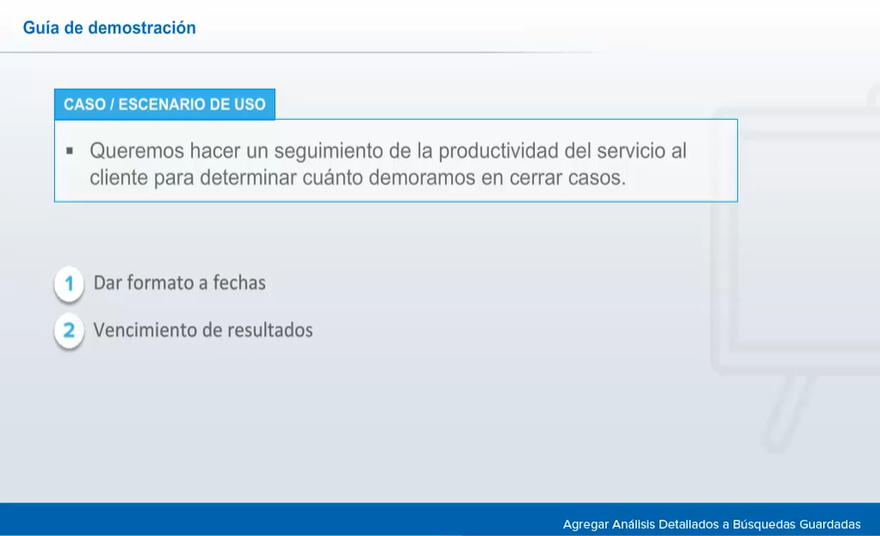 Guía de demostración
CASO / ESCENARIO DE USO
▪ Queremos hacer un seguimiento de la productividad del servicio al
cliente para determinar cuánto demoramos en cerrar casos.
1 Dar formato a fechas
2 Vencimiento de resultados
Agregar Análisis Detallados a Búsquedas Guardadas